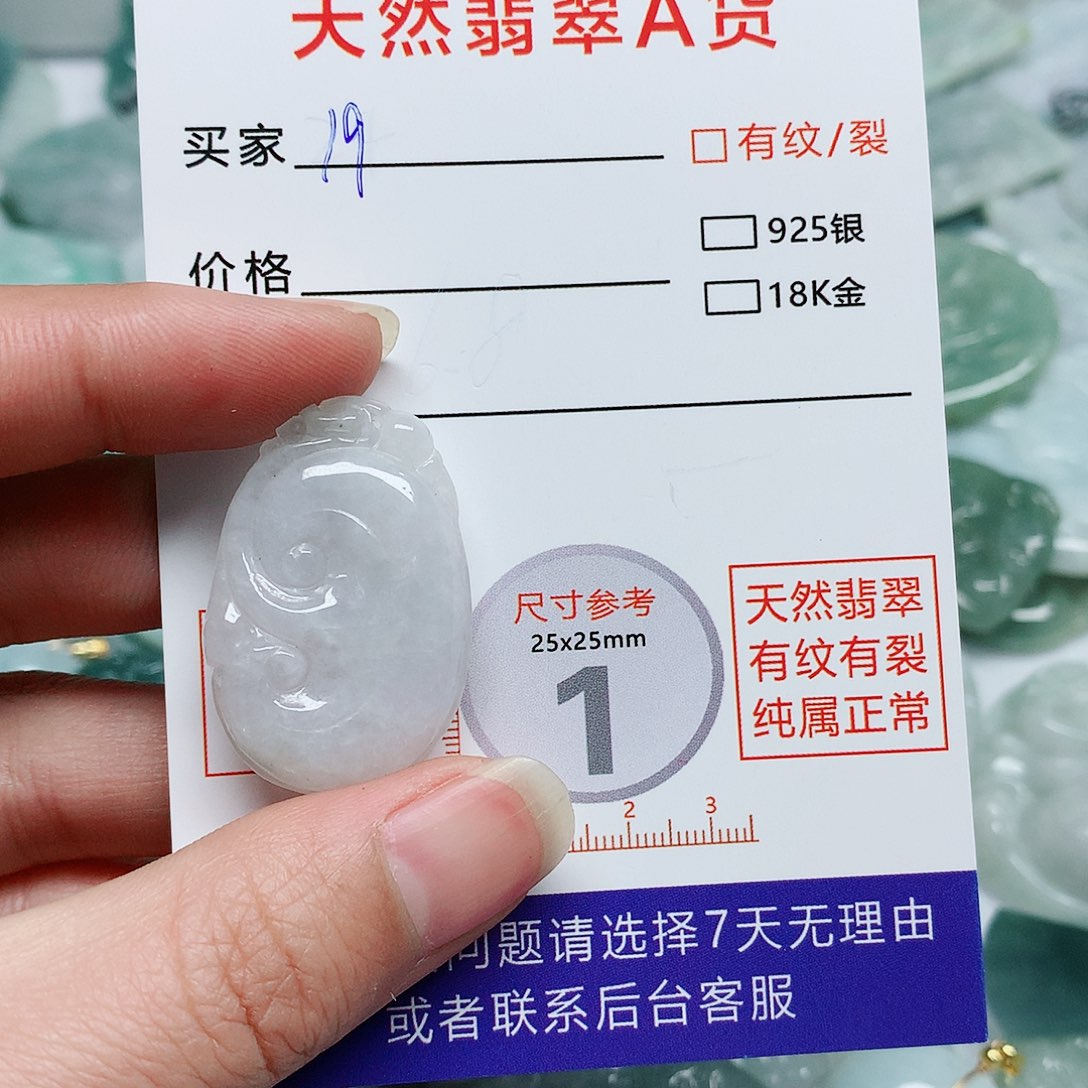 天然翡翠A货
买家 19
□有纹/裂
925银
价格
18K金
尺寸参考
25x25mm
1
天然翡翠
有纹有裂
纯属正常
2 3
问题请选择7天无理由
或者联系后台客服